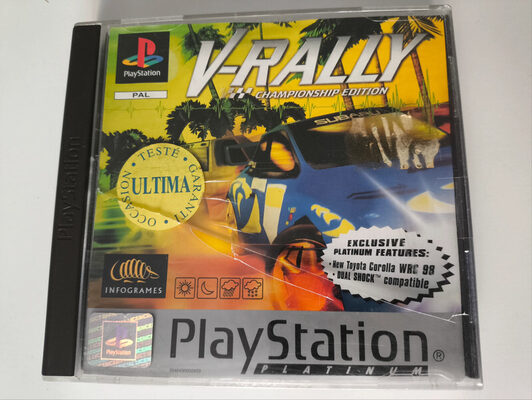 PlayStation
PAL
V-RALLY
CHAMPIONSHIP EDITION
SUBARU
TESTÉ • GARANTI • OCCASION •
ULTIMA
EXCLUSIVE
PLATINUM FEATURES:
• New Toyota Corolla WRC 98
• DUAL SHOCK™ compatible
INFOGRAMES
PlayStation
PlayStation
PlayStation®
PLATINUM